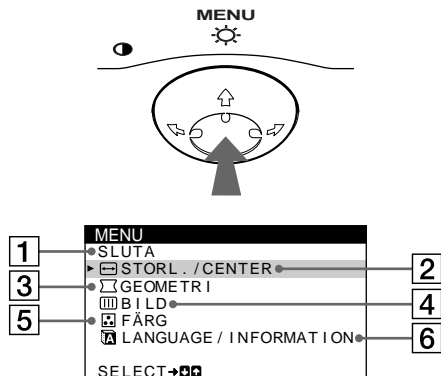 MENU
MENU
1 SLUTA
STORL. /CENTER 2
3 GEOMETRI
BILD 4
5 FÄRG
LANGUAGE / INFORMATION 6
SELECT